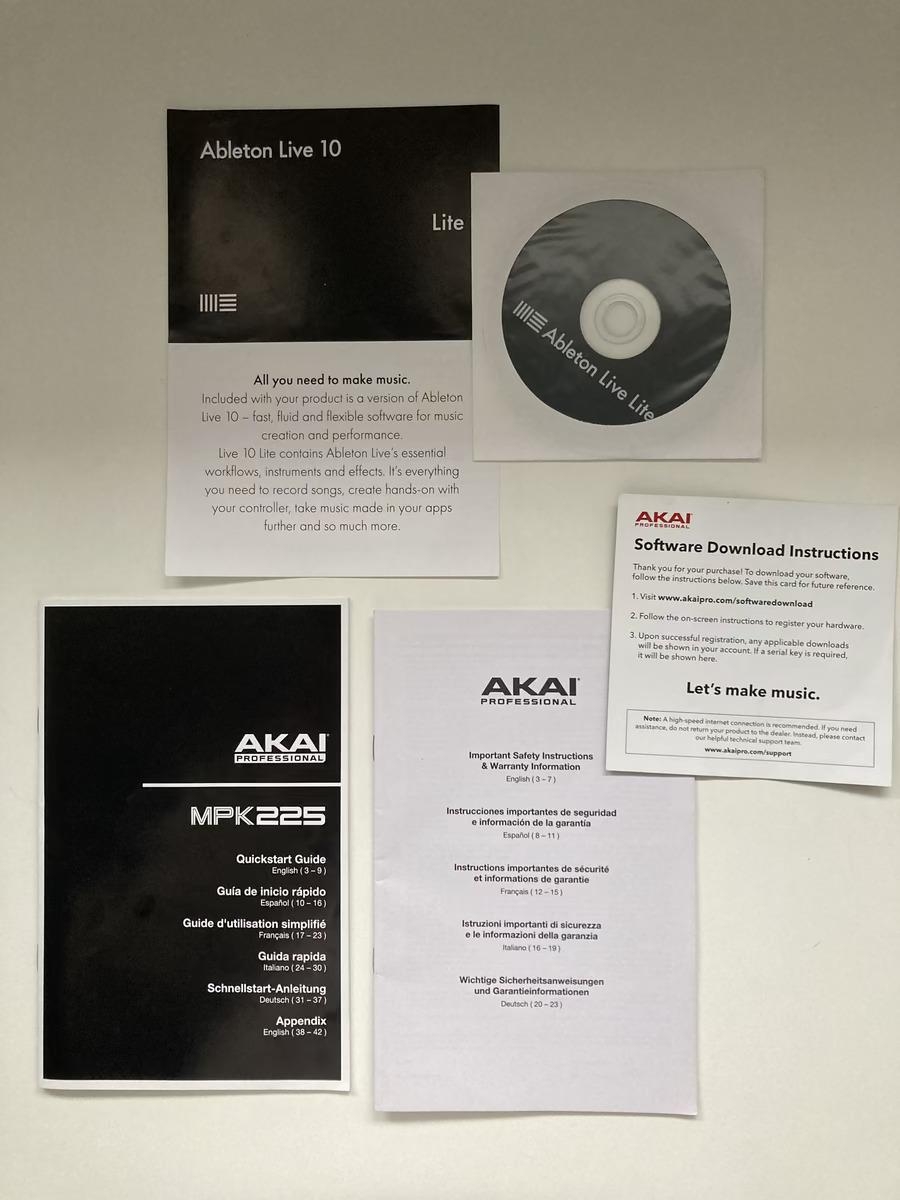 Ableton Live 10
Lite
All you need to make music.
Included with your product is a version of Ableton
Live 10 – fast, fluid and flexible software for music
creation and performance.
Live 10 Lite contains Ableton Live's essential
workflows, instruments and effects. It's everything
you need to record songs, create hands-on with
your controller, take music made in your apps
further and so much more.
Ableton Live Lite
AKAI
PROFESSIONAL
Software Download Instructions
Thank you for your purchase! To download your software,
follow the instructions below. Save this card for future reference.
1. Visit www.akaipro.com/softwaredownload
2. Follow the on-screen instructions to register your hardware.
3. Upon successful registration, any applicable downloads
will be shown in your account. If a serial key is required,
it will be shown here.
Let's make music.
Note: A high-speed internet connection is recommended. If you need
assistance, do not return your product to the dealer. Instead, please contact
our helpful technical support team.
www.akaipro.com/support
AKAI
PROFESSIONAL
MPK225
Quickstart Guide
English ( 3 – 9 )
Guía de inicio rápido
Español ( 10 – 16 )
Guide d'utilisation simplifié
Français ( 17 – 23 )
Guida rapida
Italiano ( 24 – 30 )
Schnellstart-Anleitung
Deutsch ( 31 – 37 )
Appendix
English ( 38 – 42 )
AKAI
PROFESSIONAL
Important Safety Instructions
& Warranty Information
English ( 3 – 7 )
Instrucciones importantes de seguridad
e información de la garantía
Español ( 8 – 11 )
Instructions importantes de sécurité
et informations de garantie
Français ( 12 – 15 )
Istruzioni importanti di sicurezza
e le informazioni della garanzia
Italiano ( 16 – 19 )
Wichtige Sicherheitsanweisungen
und Garantieinformationen
Deutsch ( 20 – 23 )